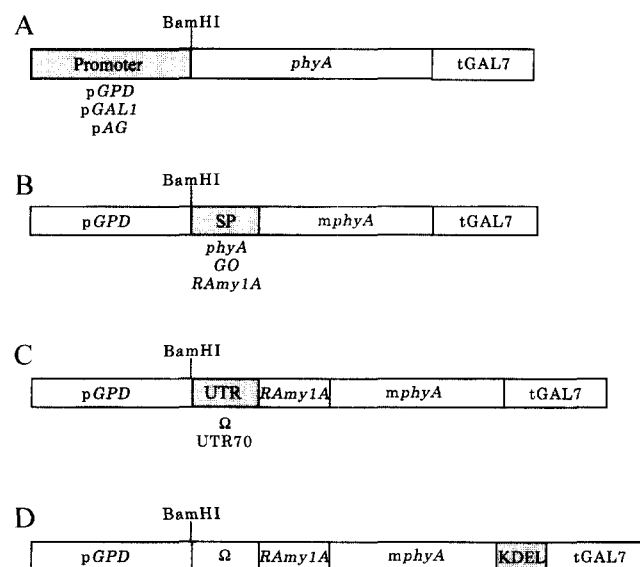 A
BamHI
Promoter phyA tGAL7
pGPD
pGAL1
pAG
B
BamHI
pGPD SP mphyA tGAL7
phyA
GO
RAmy1A
C
BamHI
pGPD UTR RAmy1A mphyA tGAL7
Ω
UTR70
D
BamHI
pGPD Ω RAmy1A mphyA KDEL tGAL7